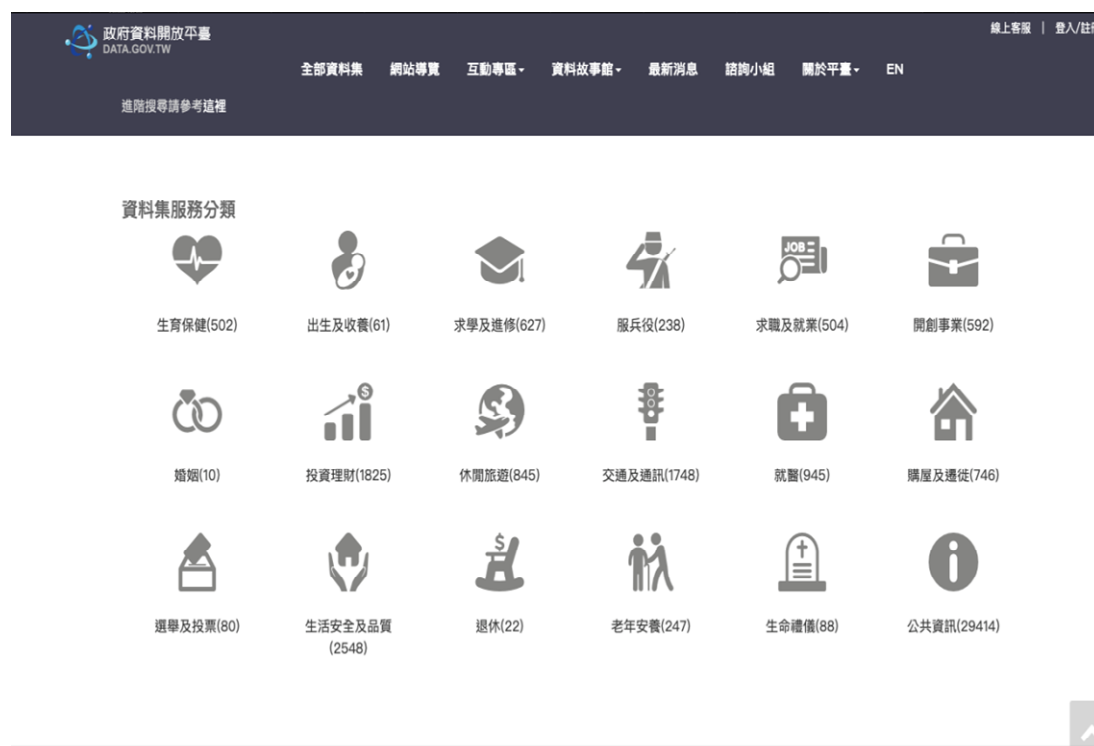 政府資料開放平臺
DATA.GOV.TW
線上客服 | 登入/註冊
全部資料集 網站導覽 互動專區 資料故事館 最新消息 諮詢小組 關於平臺 EN
進階搜尋請參考這裡
資料集服務分類
JOB
生育保健(502) 出生及收養(61) 求學及進修(627) 服兵役(238) 求職及就業(504) 開創事業(592)
$
婚姻(10) 投資理財(1825) 休閒旅遊(845) 交通及通訊(1748) 就醫(945) 購屋及遷徙(746)
$
選舉及投票(80) 生活安全及品質 退休(22) 老年安養(247) 生命禮儀(88) 公共資訊(29414)
(2548)